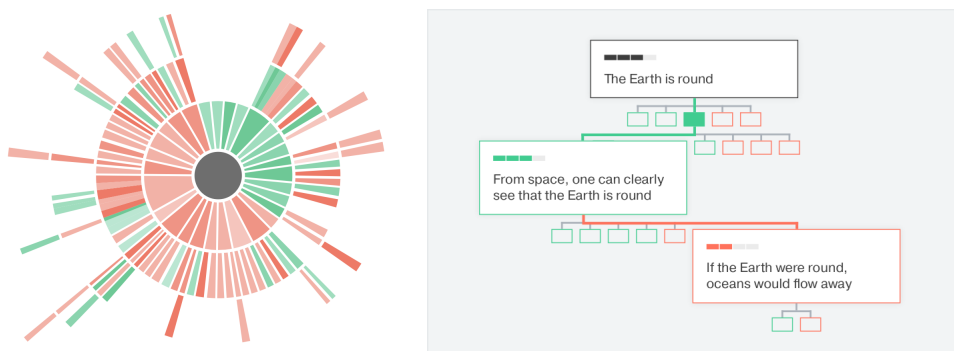 The Earth is round
From space, one can clearly
see that the Earth is round
If the Earth were round,
oceans would flow away